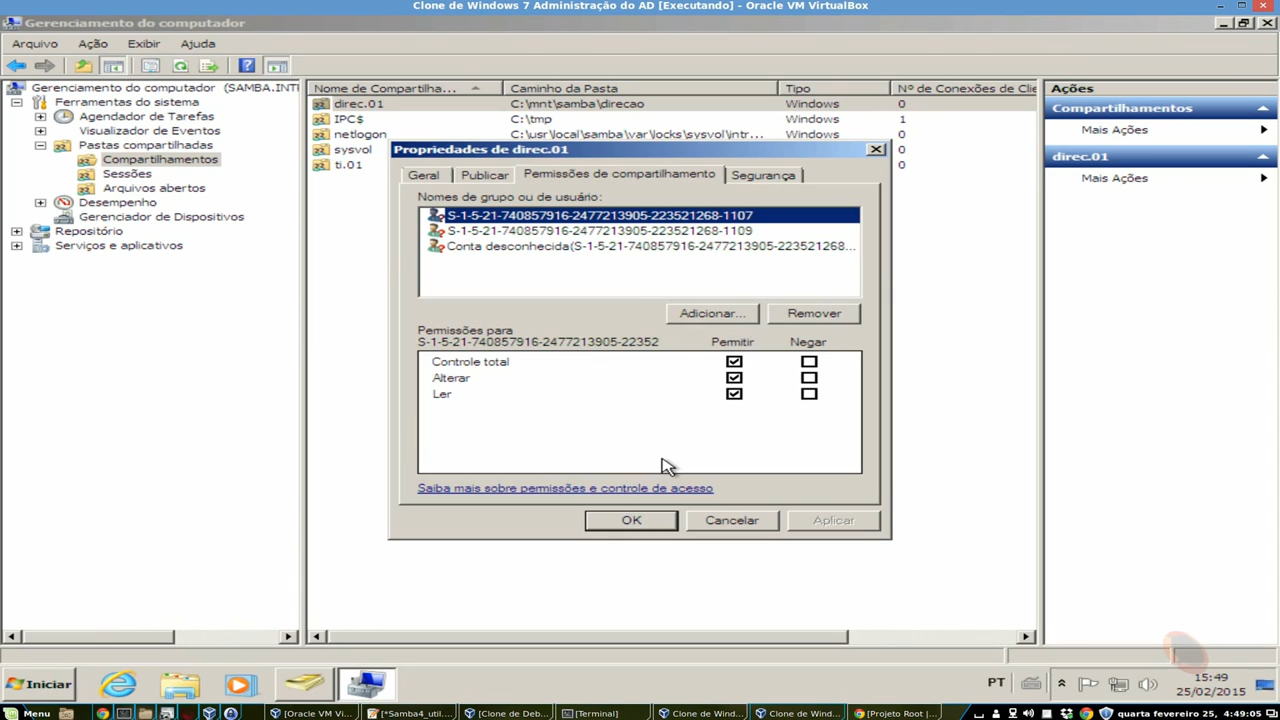 Clone de Windows 7 Administração do AD [Executando] - Oracle VM VirtualBox
Gerenciamento do computador
Arquivo Ação Exibir Ajuda
Gerenciamento do computador (SAMBA.INTI
Ferramentas do sistema
Agendador de Tarefas
Visualizador de Eventos
Pastas compartilhadas
Compartilhamentos
Sessões
Arquivos abertos
Desempenho
Gerenciador de Dispositivos
Repositório
Serviços e aplicativos
Nome de Compartilha... Caminho da Pasta Tipo Nº de Conexões de Clie
direc.01 C:\mnt\samba\direcao Windows 0
IPC$ C:\tmp Windows 1
netlogon C:\usr\local\samba\var\locks\sysvol\intr... Windows 0
sysvol 0
ti.01 0
Ações
Compartilhamentos
Mais Ações
direc.01
Mais Ações
Propriedades de direc.01
Geral Publicar Permissões de compartilhamento Segurança
Nomes de grupo ou de usuário:
S-1-5-21-740857916-2477213905-223521268-1107
S-1-5-21-740857916-2477213905-223521268-1109
Conta desconhecida(S-1-5-21-740857916-2477213905-223521268...
Adicionar... Remover
Permissões para
S-1-5-21-740857916-2477213905-22352 Permitir Negar
Controle total
Alterar
Ler
Saiba mais sobre permissões e controle de acesso
OK Cancelar Aplicar
Iniciar
PT
15:49
25/02/2015
Menu [Oracle VM Vi... [*Samba4_util.... [Clone de Deb... [Terminal] Clone de Wind... Clone de Wind... [Projeto Root |... quarta fevereiro 25, 4:49:05